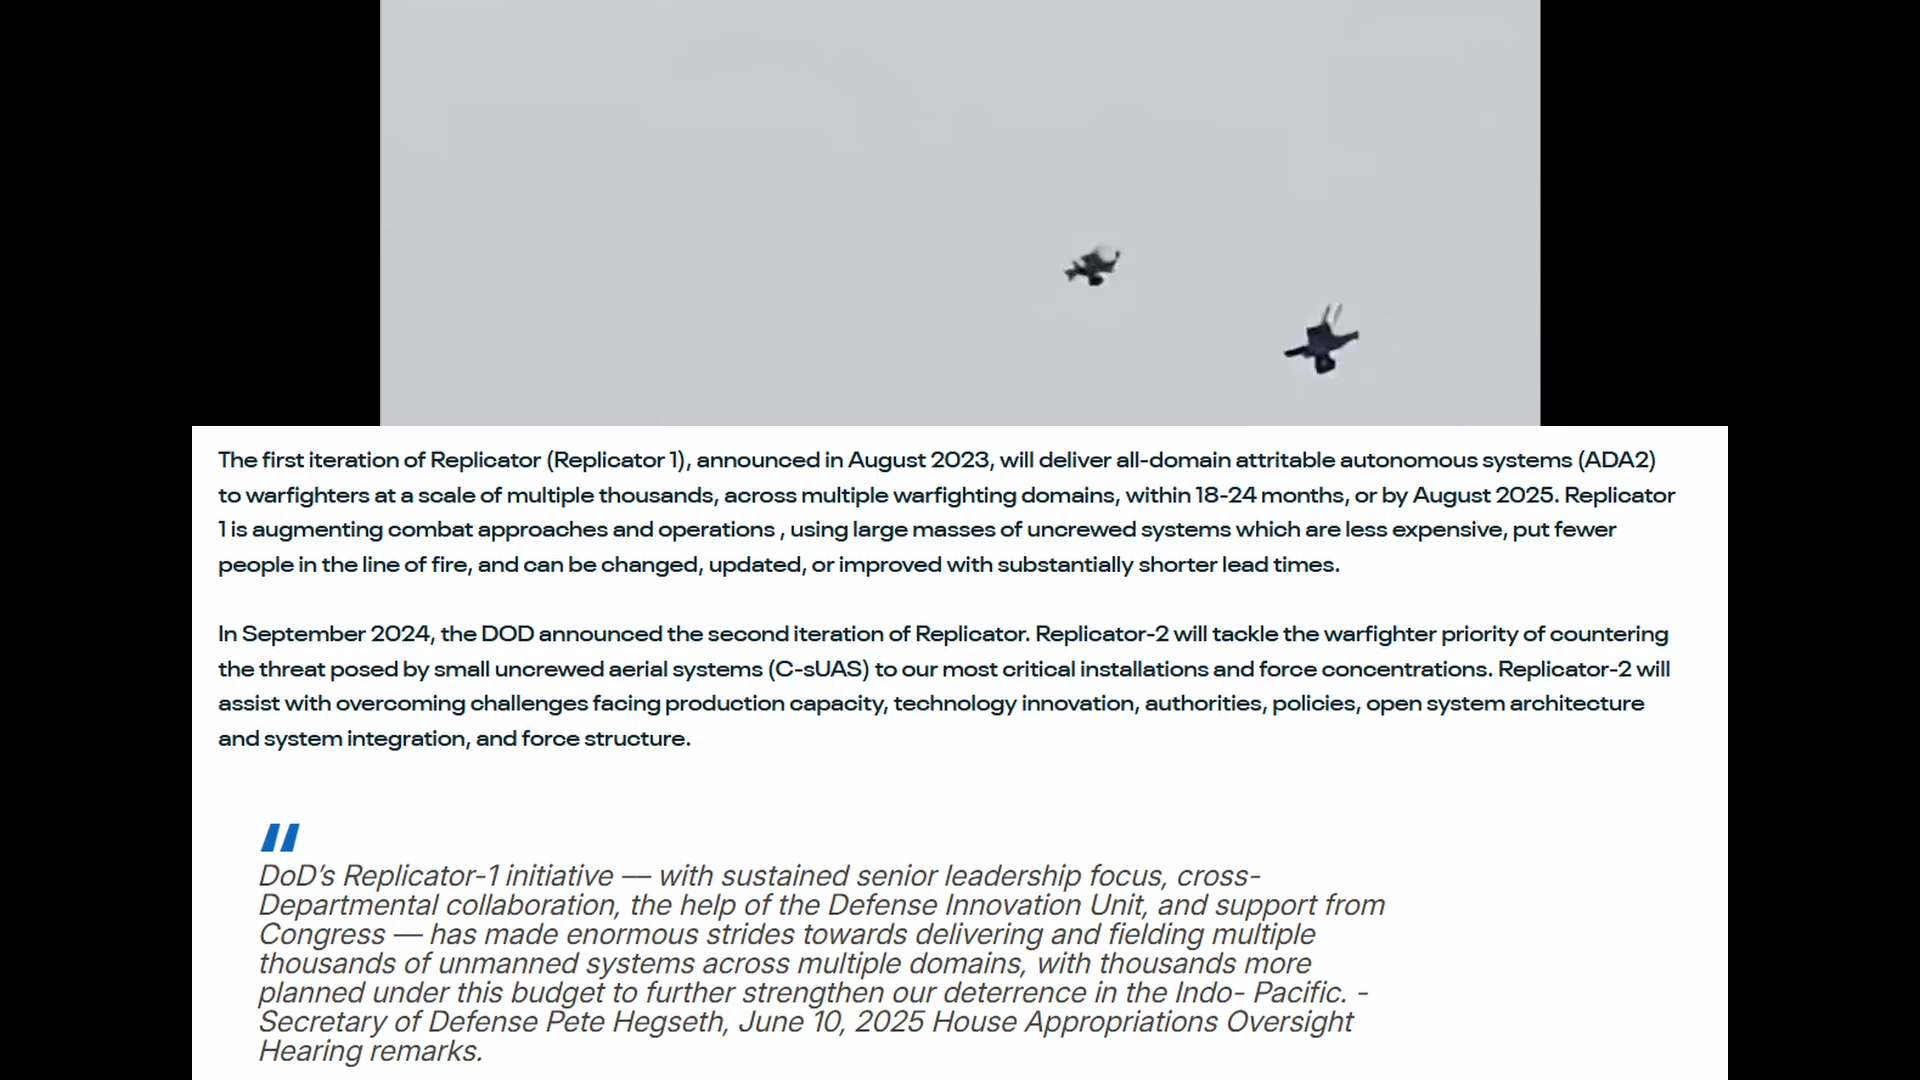 The first iteration of Replicator (Replicator 1), announced in August 2023, will deliver all-domain attritable autonomous systems (ADA2)
to warfighters at a scale of multiple thousands, across multiple warfighting domains, within 18-24 months, or by August 2025. Replicator
1 is augmenting combat approaches and operations , using large masses of uncrewed systems which are less expensive, put fewer
people in the line of fire, and can be changed, updated, or improved with substantially shorter lead times.
In September 2024, the DOD announced the second iteration of Replicator. Replicator-2 will tackle the warfighter priority of countering
the threat posed by small uncrewed aerial systems (C-sUAS) to our most critical installations and force concentrations. Replicator-2 will
assist with overcoming challenges facing production capacity, technology innovation, authorities, policies, open system architecture
and system integration, and force structure.
"
DoD's Replicator-1 initiative — with sustained senior leadership focus, cross-
Departmental collaboration, the help of the Defense Innovation Unit, and support from
Congress — has made enormous strides towards delivering and fielding multiple
thousands of unmanned systems across multiple domains, with thousands more
planned under this budget to further strengthen our deterrence in the Indo- Pacific. -
Secretary of Defense Pete Hegseth, June 10, 2025 House Appropriations Oversight
Hearing remarks.